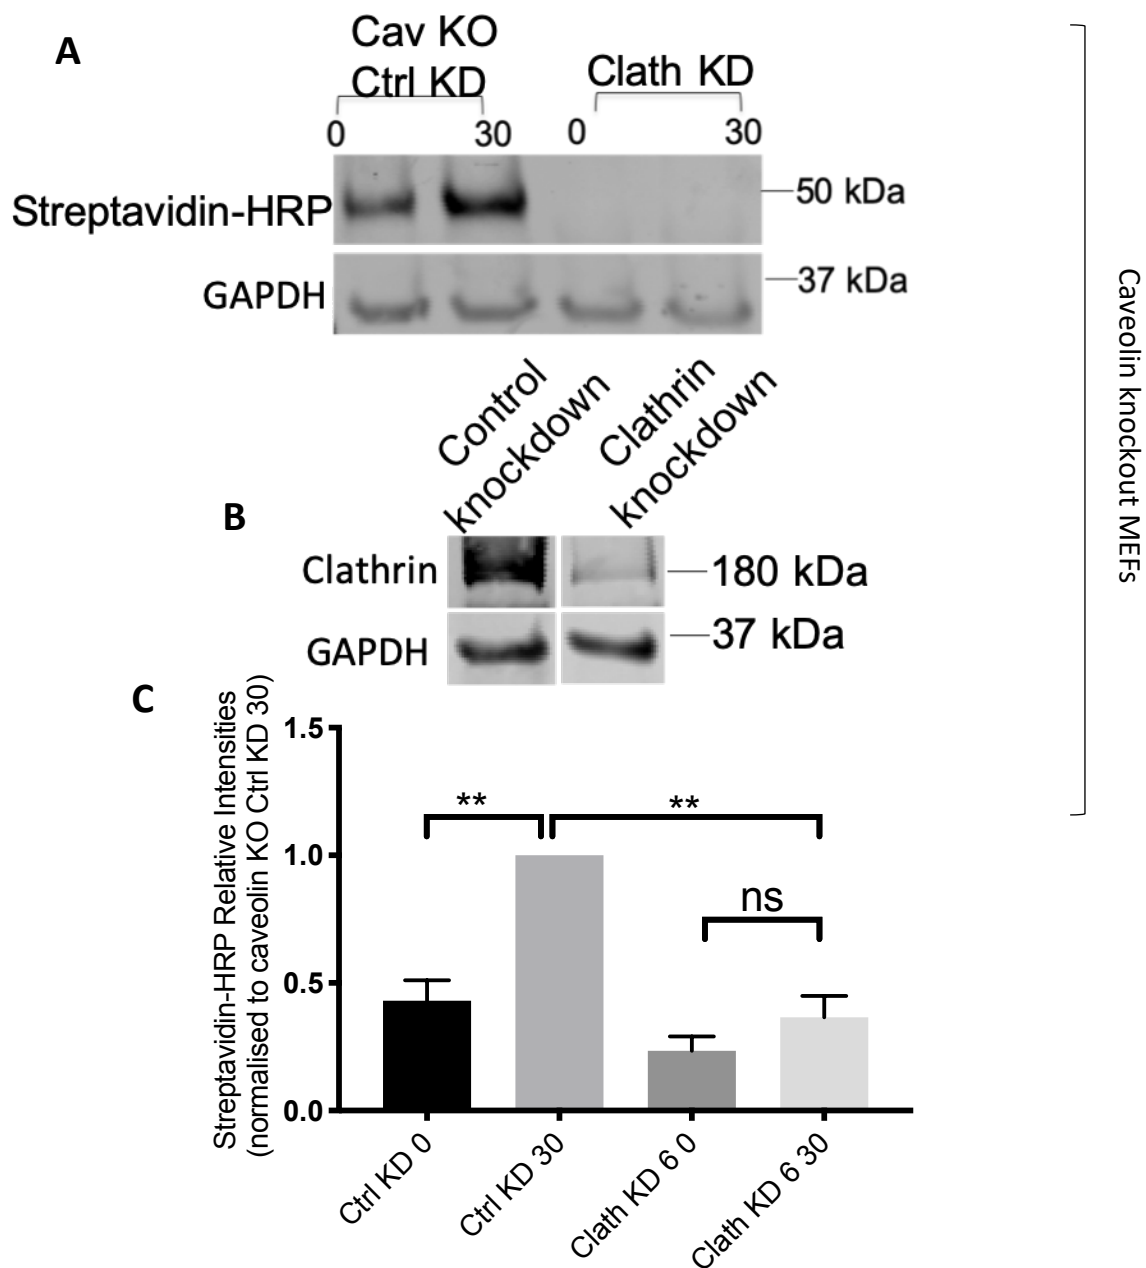 A
Cav KO
Ctrl KD
Clath KD
0
30
0
30
Streptavidin-HRP
50 kDa
GAPDH
37 kDa
Control
knockdown
Clathrin
knockdown
B
Clathrin
180 kDa
GAPDH
37 kDa
C
Streptavidin-HRP Relative Intensities
(normalised to caveolin KO Ctrl KD 30)
1.5
1.0
0.5
0.0
**
**
ns
Ctrl KD 0
Ctrl KD 30
Clath KD 6 0
Clath KD 6 30
Caveolin knockout MEFs